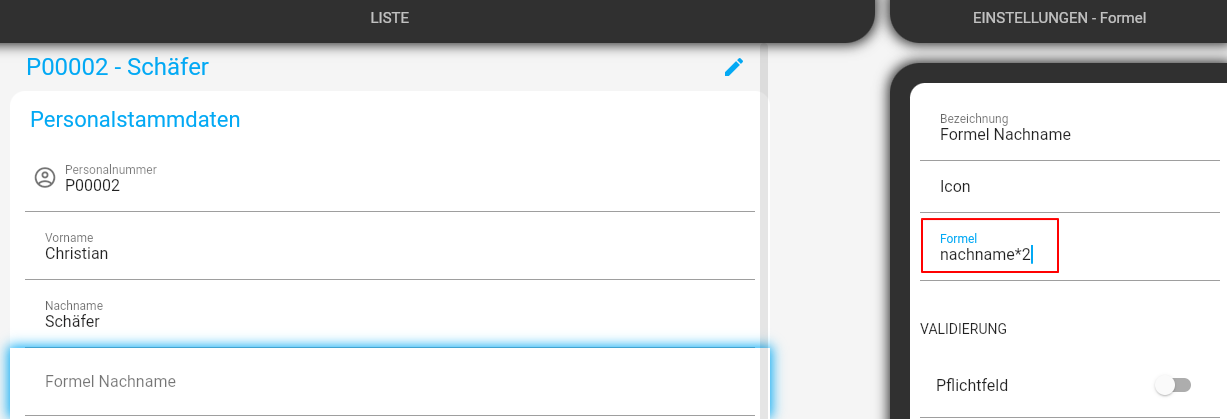 LISTE
P00002 - Schäfer
Personalstammdaten
Personalnummer
P00002
Vorname
Christian
Nachname
Schäfer
Formel Nachname
EINSTELLUNGEN - Formel
Bezeichnung
Formel Nachname
Icon
Formel
nachname*2
VALIDIERUNG
Pflichtfeld